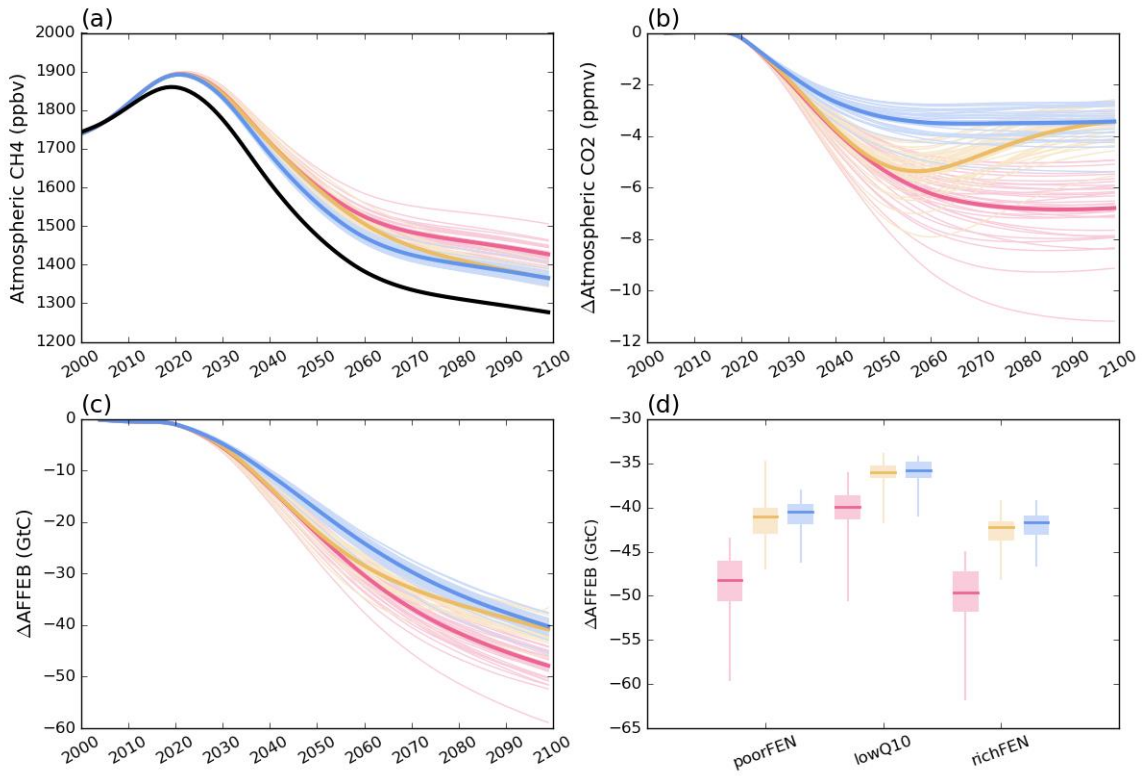 (a)
Atmospheric CH4 (ppbv)
2000
1900
1800
1700
1600
1500
1400
1300
1200
2000 2010 2020 2030 2040 2050 2060 2070 2080 2090 2100
(b)
ΔAtmospheric CO2 (ppmv)
0
−2
−4
−6
−8
−10
−12
2000 2010 2020 2030 2040 2050 2060 2070 2080 2090 2100
(c)
ΔAFFEB (GtC)
0
−10
−20
−30
−40
−50
−60
2000 2010 2020 2030 2040 2050 2060 2070 2080 2090 2100
(d)
ΔAFFEB (GtC)
−30
−35
−40
−45
−50
−55
−60
−65
poorFEN lowQ10 richFEN